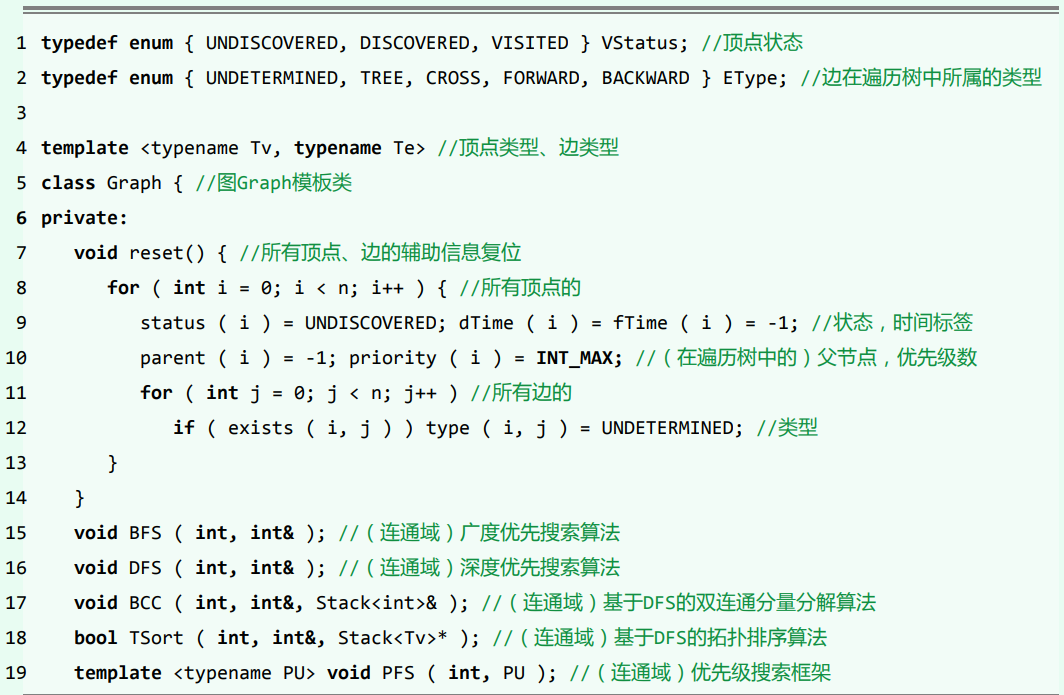 1 typedef enum { UNDISCOVERED, DISCOVERED, VISITED } VStatus; //顶点状态
2 typedef enum { UNDETERMINED, TREE, CROSS, FORWARD, BACKWARD } EType; //边在遍历树中所属的类型
3
4 template <typename Tv, typename Te> //顶点类型、边类型
5 class Graph { //图Graph模板类
6 private:
7    void reset() { //所有顶点、边的辅助信息复位
8       for ( int i = 0; i < n; i++ ) { //所有顶点的
9          status ( i ) = UNDISCOVERED; dTime ( i ) = fTime ( i ) = -1; //状态，时间标签
10          parent ( i ) = -1; priority ( i ) = INT_MAX; //（在遍历树中的）父节点，优先级数
11          for ( int j = 0; j < n; j++ ) //所有边的
12             if ( exists ( i, j ) ) type ( i, j ) = UNDETERMINED; //类型
13       }
14    }
15    void BFS ( int, int& ); //（连通域）广度优先搜索算法
16    void DFS ( int, int& ); //（连通域）深度优先搜索算法
17    void BCC ( int, int&, Stack<int>& ); //（连通域）基于DFS的双连通分量分解算法
18    bool TSort ( int, int&, Stack<Tv>* ); //（连通域）基于DFS的拓扑排序算法
19    template <typename PU> void PFS ( int, PU ); //（连通域）优先级搜索框架